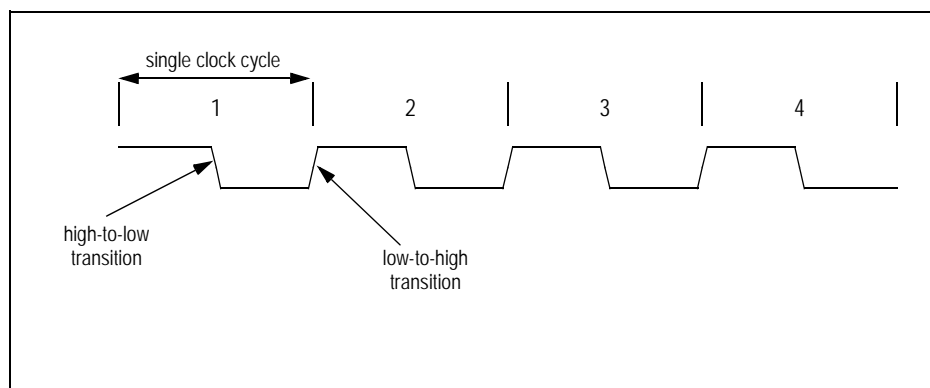 single clock cycle
1 2 3 4
high-to-low
transition
low-to-high
transition